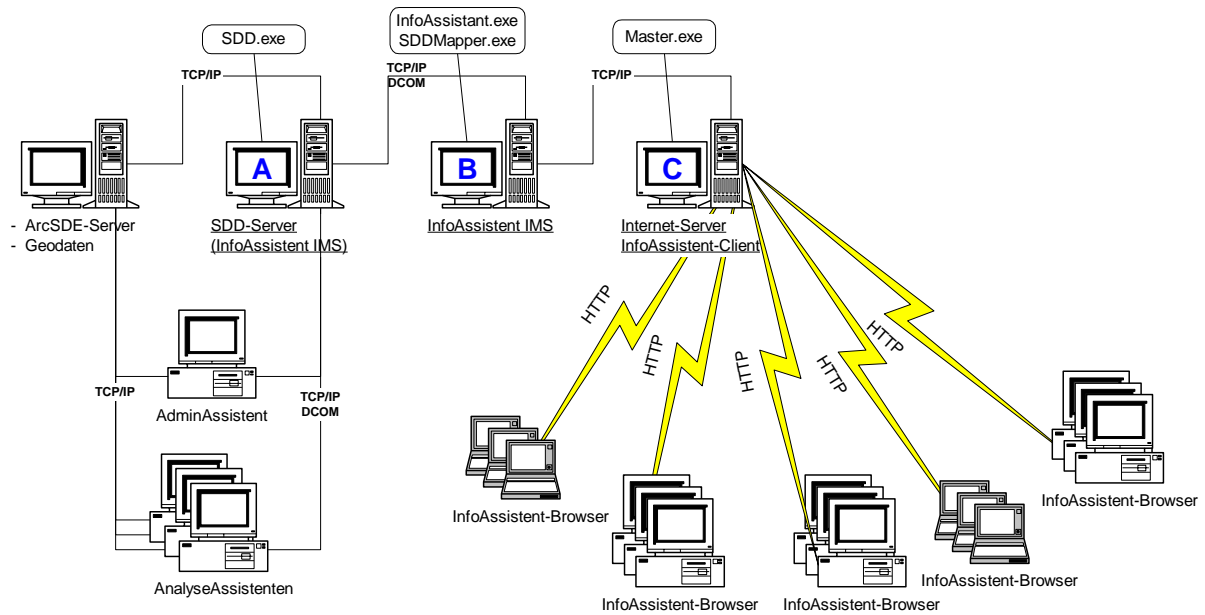 SDD.exe
InfoAssistant.exe
SDDMapper.exe
Master.exe
TCP/IP
TCP/IP
DCOM
TCP/IP
A
B
C
- ArcSDE-Server
- Geodaten
SDD-Server
(InfoAssistent IMS)
InfoAssistent IMS
Internet-Server
InfoAssistent-Client
HTTP
HTTP
HTTP
HTTP
HTTP
TCP/IP
TCP/IP
DCOM
AdminAssistent
AnalyseAssistenten
InfoAssistent-Browser
InfoAssistent-Browser
InfoAssistent-Browser
InfoAssistent-Browser
InfoAssistent-Browser